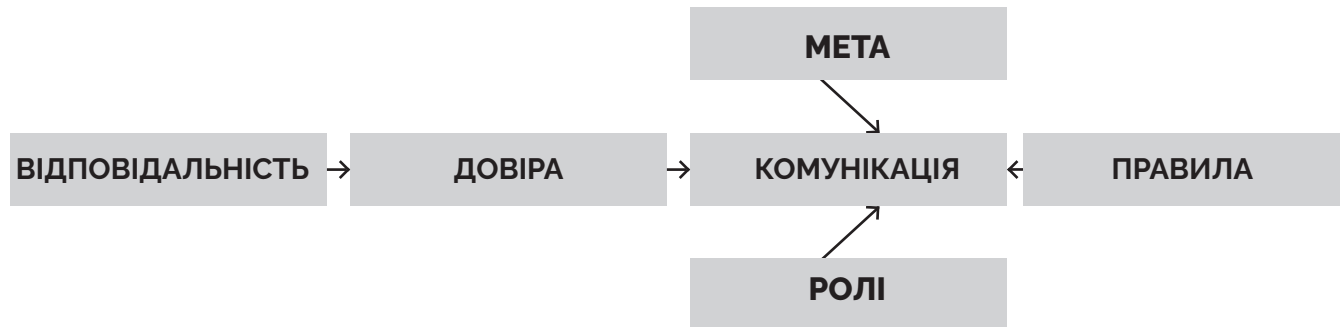 МЕТА
ВІДПОВІДАЛЬНІСТЬ
ДОВІРА
КОМУНІКАЦІЯ
ПРАВИЛА
РОЛІ